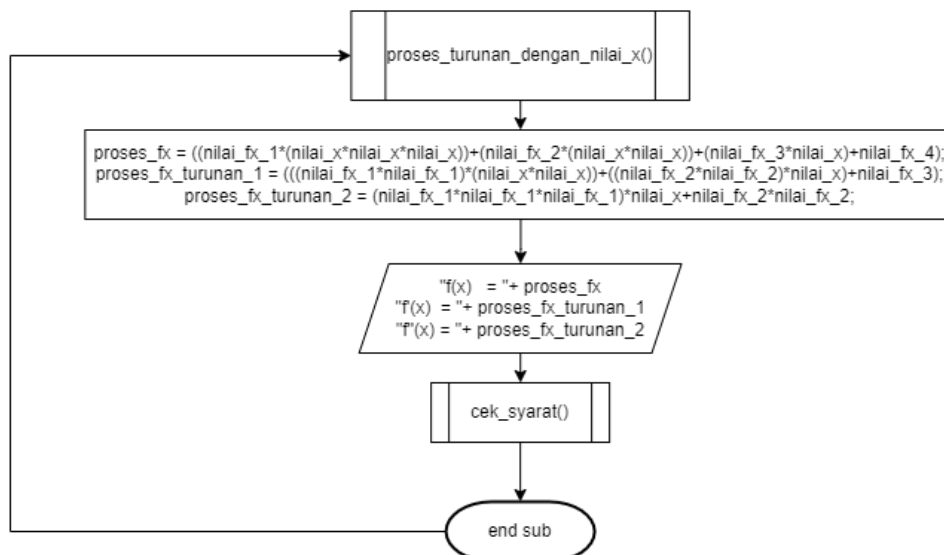 proses_turunan_dengan_nilai_x()
proses_fx = ((nilai_fx_1*(nilai_x*nilai_x*nilai_x))+(nilai_fx_2*(nilai_x*nilai_x))+(nilai_fx_3*nilai_x)+nilai_fx_4);
proses_fx_turunan_1 = (((nilai_fx_1*nilai_fx_1)*(nilai_x*nilai_x))+((nilai_fx_2*nilai_fx_2)*nilai_x)+nilai_fx_3);
proses_fx_turunan_2 = (nilai_fx_1*nilai_fx_1*nilai_fx_1)*nilai_x+nilai_fx_2*nilai_fx_2;
"f(x) = "+ proses_fx
"f'(x) = "+ proses_fx_turunan_1
"f''(x) = "+ proses_fx_turunan_2
cek_syarat()
end sub